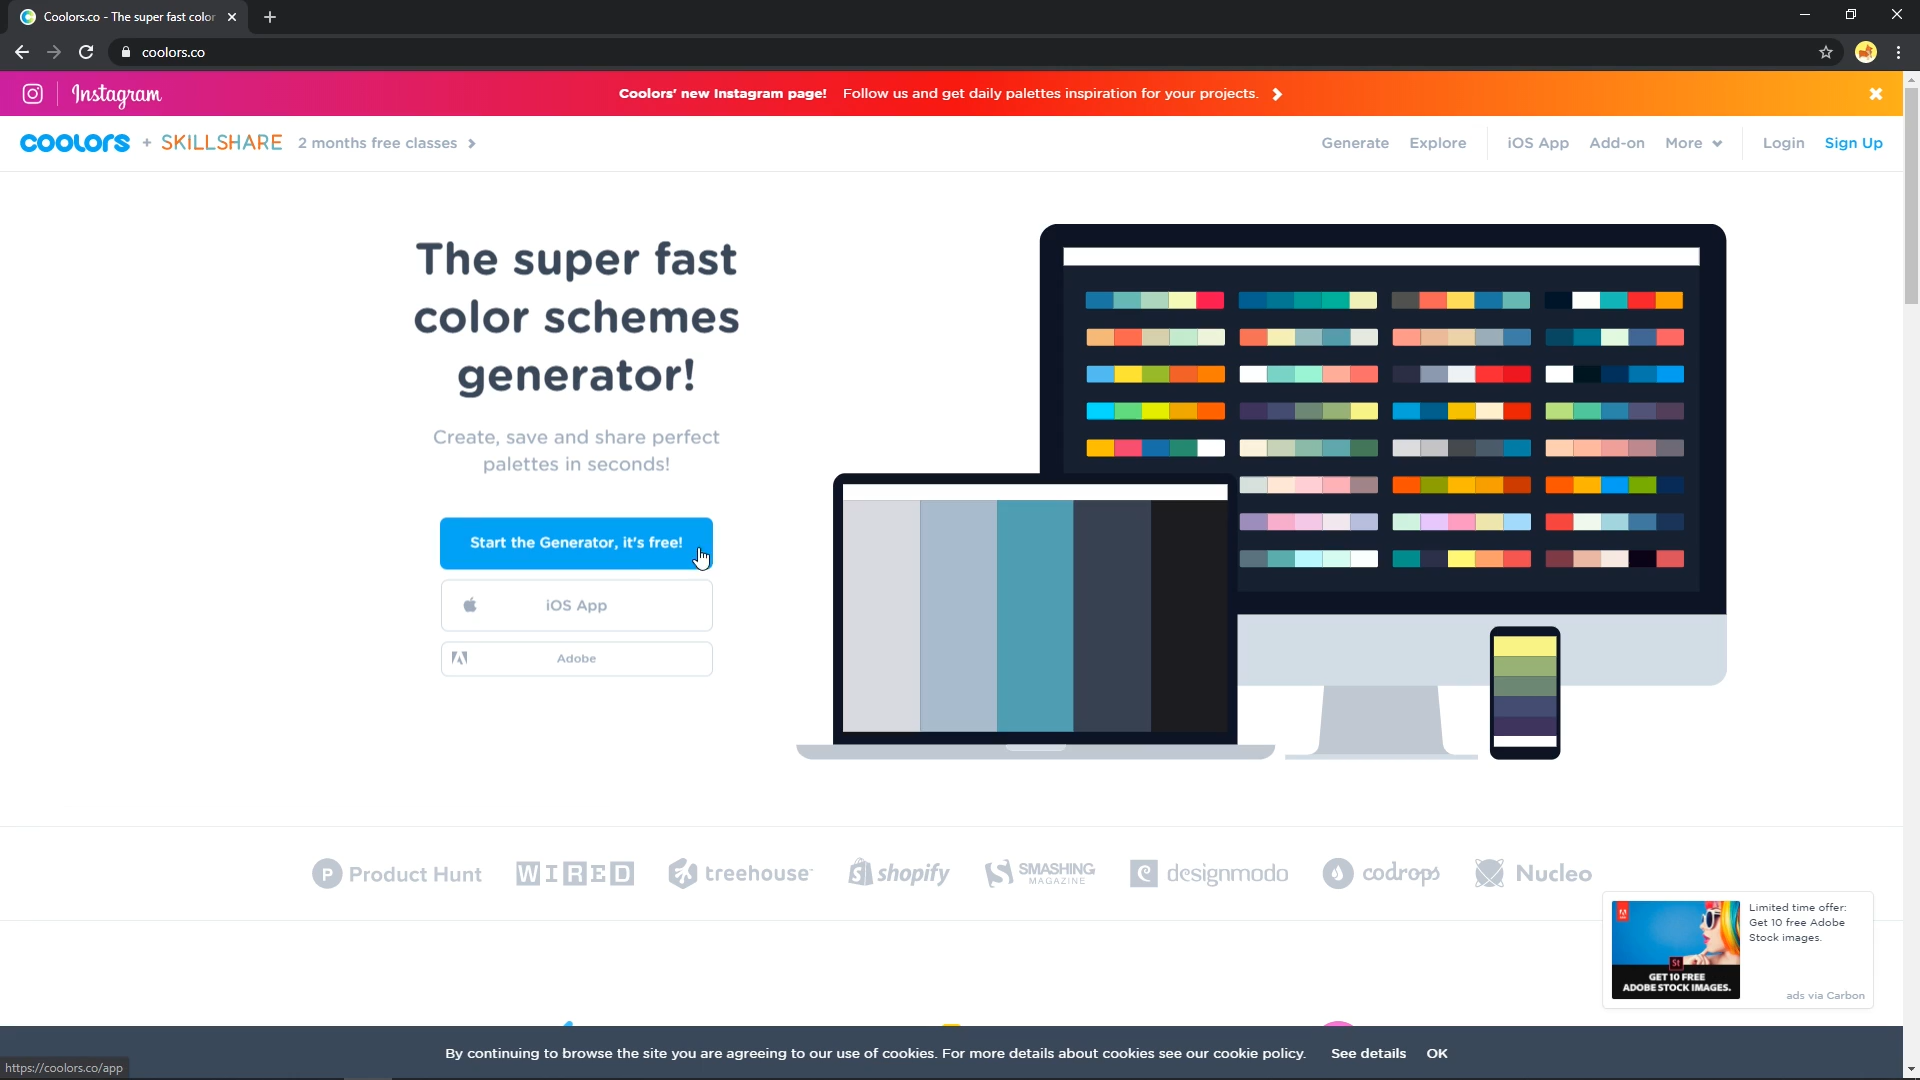 Coolors.co - The super fast color
coolors.co
Instagram
Coolors' new Instagram page! Follow us and get daily palettes inspiration for your projects.
coolors + SKILLSHARE 2 months free classes
Generate Explore iOS App Add-on More Login Sign Up
The super fast
color schemes
generator!
Create, save and share perfect
palettes in seconds!
Start the Generator, it's free!
iOS App
Adobe
P Product Hunt WIRED treehouse shopify SMASHING MAGAZINE designmodo codrops Nucleo
Limited time offer:
Get 10 free Adobe
Stock images.
St
GET 10 FREE
ADOBE STOCK IMAGES.
ads via Carbon
By continuing to browse the site you are agreeing to our use of cookies. For more details about cookies see our cookie policy. See details OK
https://coolors.co/app